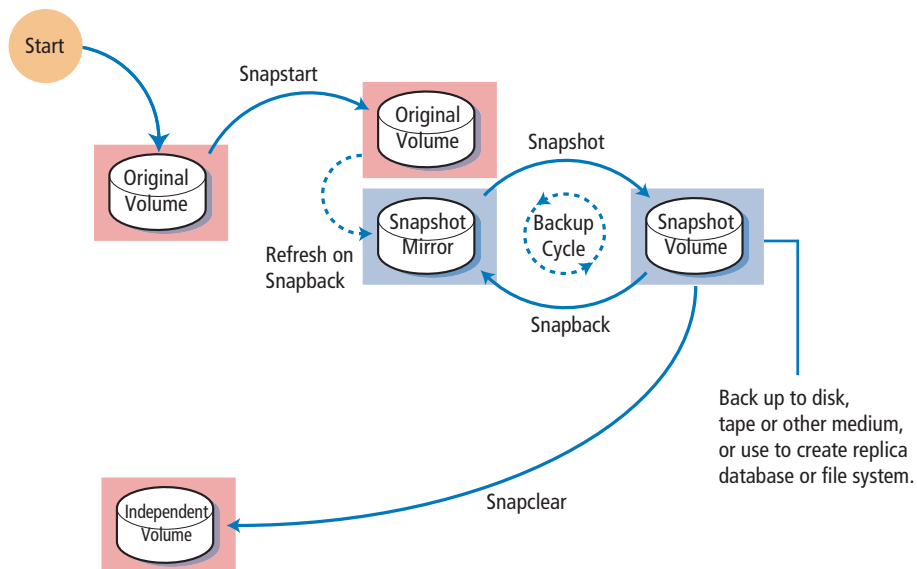 Start
Snapstart
Original
Volume
Original
Volume
Snapshot
Refresh on
Snapback
Snapshot
Mirror
Backup
Cycle
Snapshot
Volume
Snapback
Back up to disk,
tape or other medium,
or use to create replica
database or file system.
Snapclear
Independent
Volume